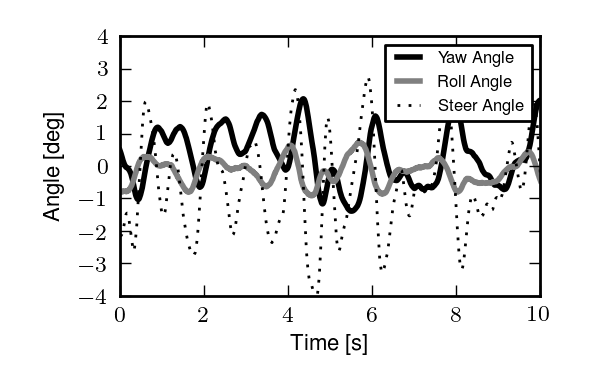 4
3
2
1
0
−1
−2
−3
−4
Angle [deg]
Yaw Angle
Roll Angle
Steer Angle
0 2 4 6 8 10
Time [s]